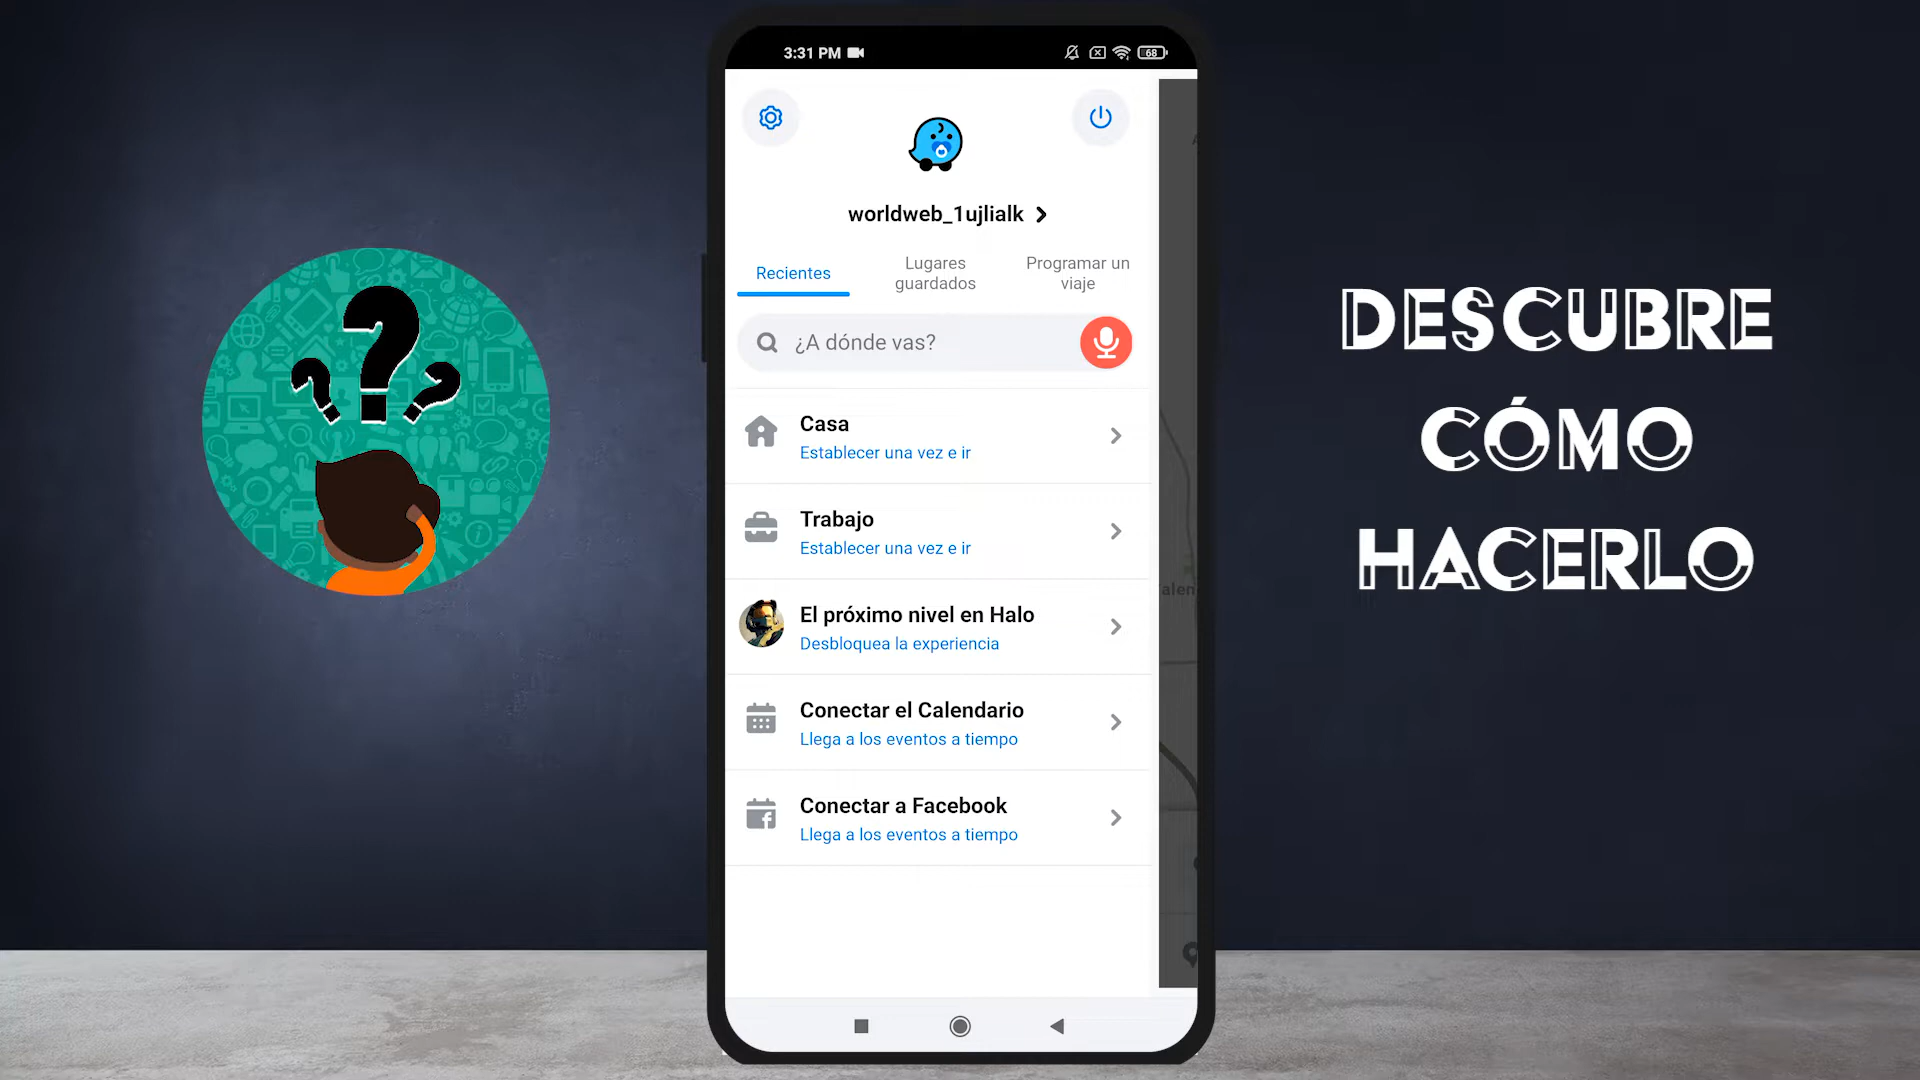 3:31 PM
68
worldweb_1ujlialk
Recientes
Lugares
guardados
Programar un
viaje
¿A dónde vas?
Casa
Establecer una vez e ir
Trabajo
Establecer una vez e ir
El próximo nivel en Halo
Desbloquea la experiencia
Conectar el Calendario
Llega a los eventos a tiempo
Conectar a Facebook
Llega a los eventos a tiempo
alen
DESCUBRE
CÓMO
HACERLO